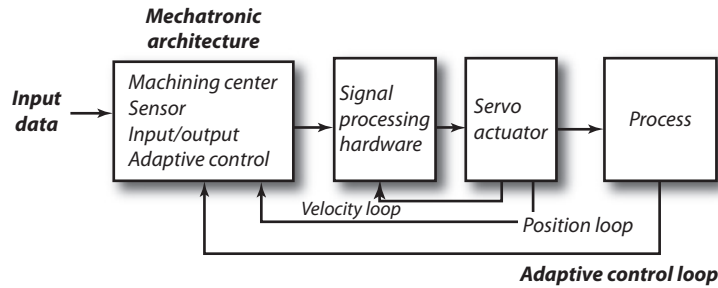 Mechatronic
architecture
Input
data
Machining center
Sensor
Input/output
Adaptive control
Signal
processing
hardware
Servo
actuator
Process
Velocity loop
Position loop
Adaptive control loop